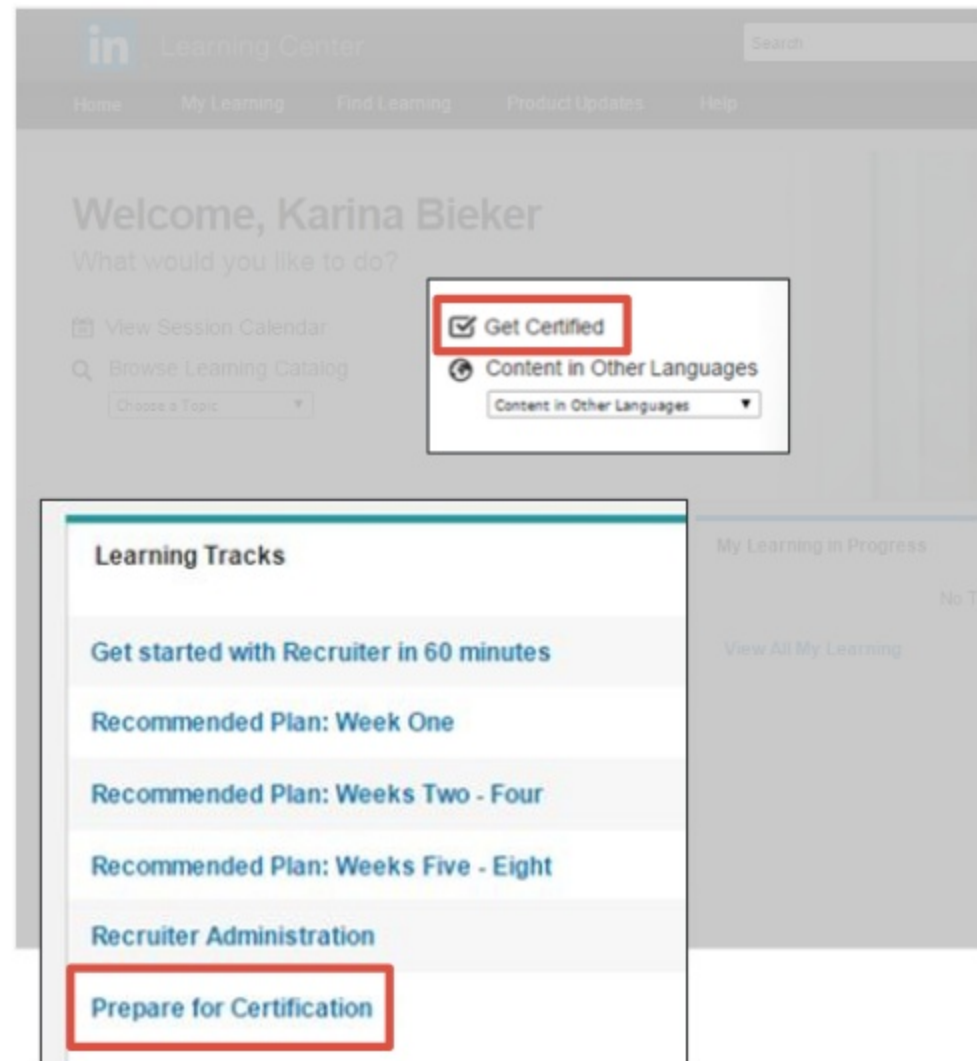 in Learning Center
Search
Home My Learning Find Learning Product Updates Help
Welcome, Karina Bieker
What would you like to do?
View Session Calendar
Browse Learning Catalog
Choose a Topic
Get Certified
Content in Other Languages
Content in Other Languages
Learning Tracks
Get started with Recruiter in 60 minutes
Recommended Plan: Week One
Recommended Plan: Weeks Two - Four
Recommended Plan: Weeks Five - Eight
Recruiter Administration
Prepare for Certification
My Learning in Progress
No
View All My Learning